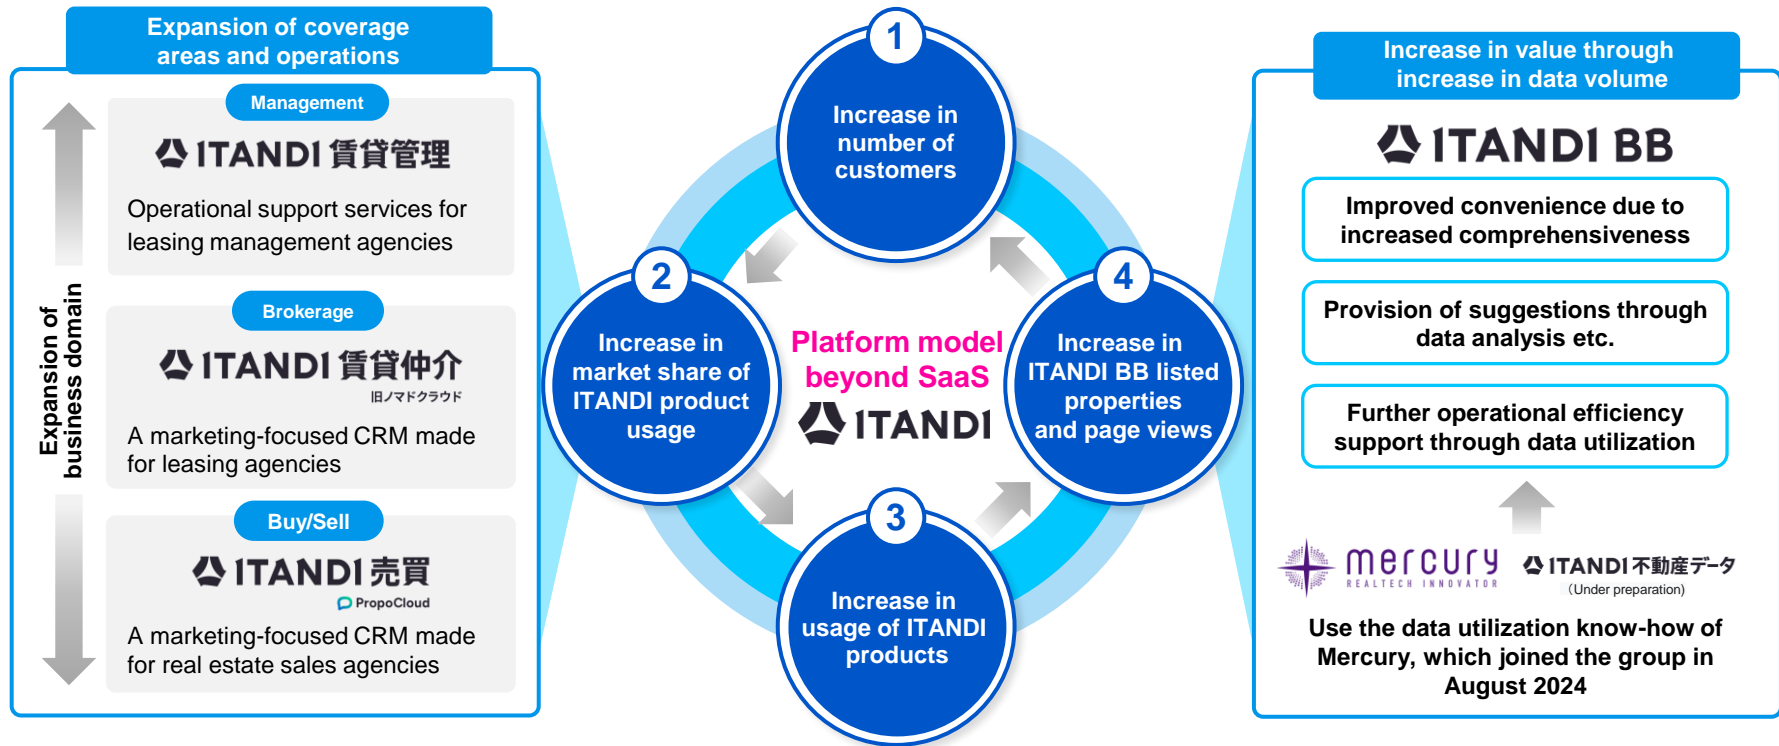 Expansion of coverage
areas and operations
Expansion of
business domain
Management
ITANDI 賃貸管理
Operational support services for
leasing management agencies
Brokerage
ITANDI 賃貸仲介
旧ノマドクラウド
A marketing-focused CRM made
for leasing agencies
Buy/Sell
ITANDI 売買
PropoCloud
A marketing-focused CRM made
for real estate sales agencies
1
Increase in
number of
customers
2
Increase in
market share of
ITANDI product
usage
Platform model
beyond SaaS
ITANDI
3
Increase in
usage of ITANDI
products
4
Increase in
ITANDI BB listed
properties
and page views
Increase in value through
increase in data volume
ITANDI BB
Improved convenience due to
increased comprehensiveness
Provision of suggestions through
data analysis etc.
Further operational efficiency
support through data utilization
mercury
REALTECH INNOVATOR
ITANDI 不動産データ
(Under preparation)
Use the data utilization know-how of
Mercury, which joined the group in
August 2024